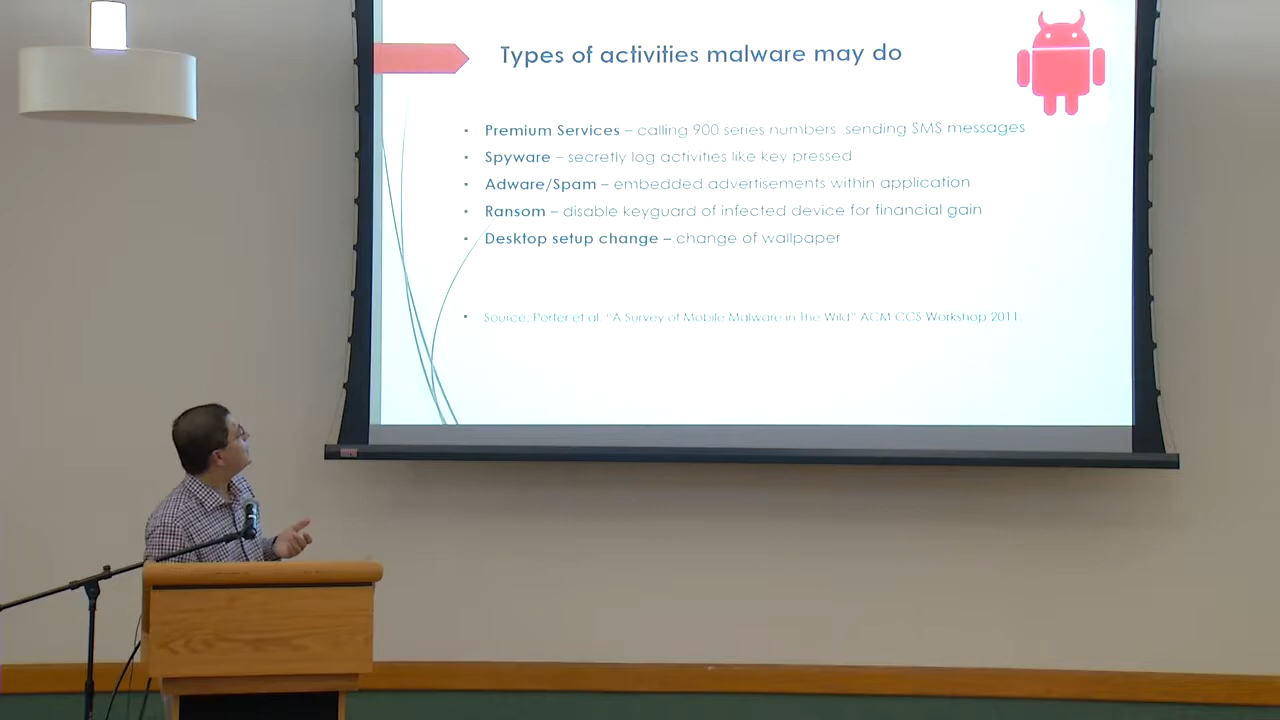 Types of activities malware may do
▪ Premium Services – calling 900 series numbers sending SMS messages
▪ Spyware – secretly log activities like key pressed
▪ Adware/Spam – embedded advertisements within application
▪ Ransom – disable keyguard of infected device for financial gain
▪ Desktop setup change – change of wallpaper
▪ Source: Porter et al. "A Survey of Mobile Malware in The Wild" ACM CCS Workshop 2011